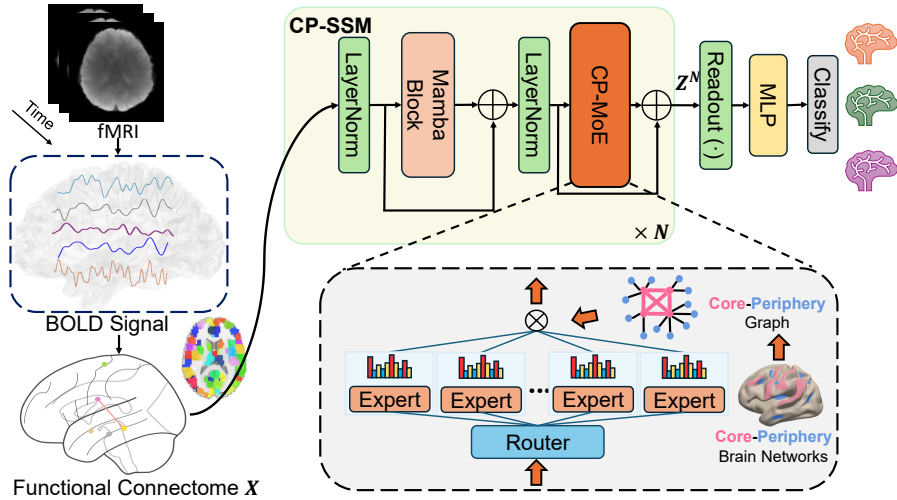 Time
fMRI
BOLD Signal
Functional Connectome X
CP-SSM
LayerNorm
Mamba
Block
LayerNorm
CP-MoE
× N
Z^N
Readout (·)
MLP
Classify
Core-Periphery
Graph
Expert
Expert
...
Expert
Expert
Router
Core-Periphery
Brain Networks